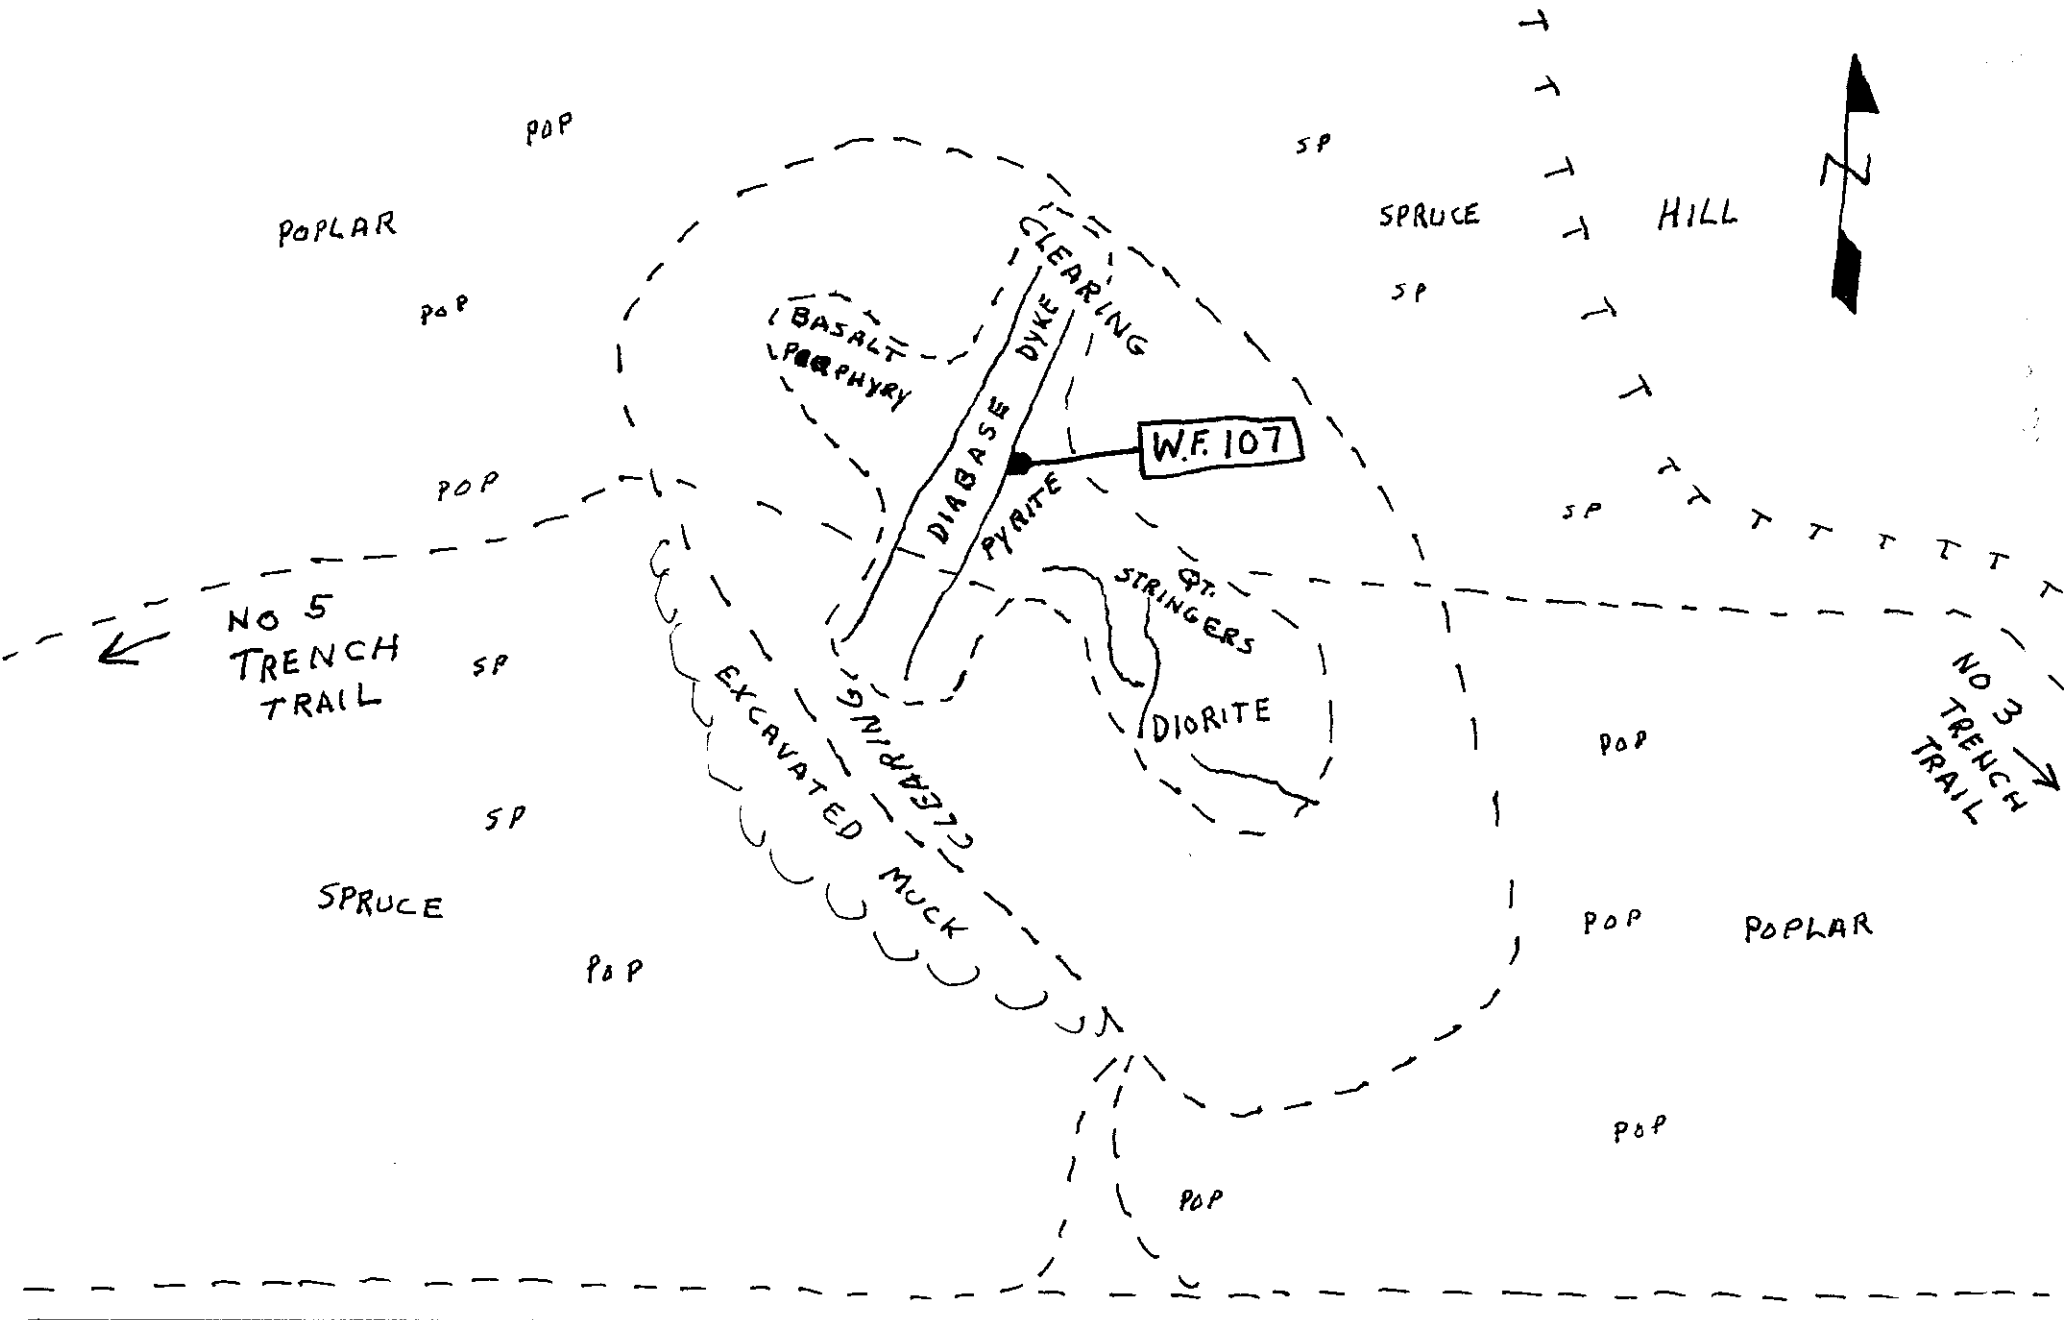 POP
SP
POPLAR
SPRUCE
HILL
N
CLEARING
POP
SP
BASALT
PORPHYRY
DIABASE DYKE
W.F. 107
POP
PYRITE
SP
QT.
STRINGERS
NO 5
TRENCH
TRAIL
SP
NO 3
TRENCH
TRAIL
EXCAVATED MUCK
CLEARING
DIORITE
POP
SP
SPRUCE
POP
POPLAR
POP
POP
POP
T
T
T
T
T
T
T
T
T
T
T
T
T
T